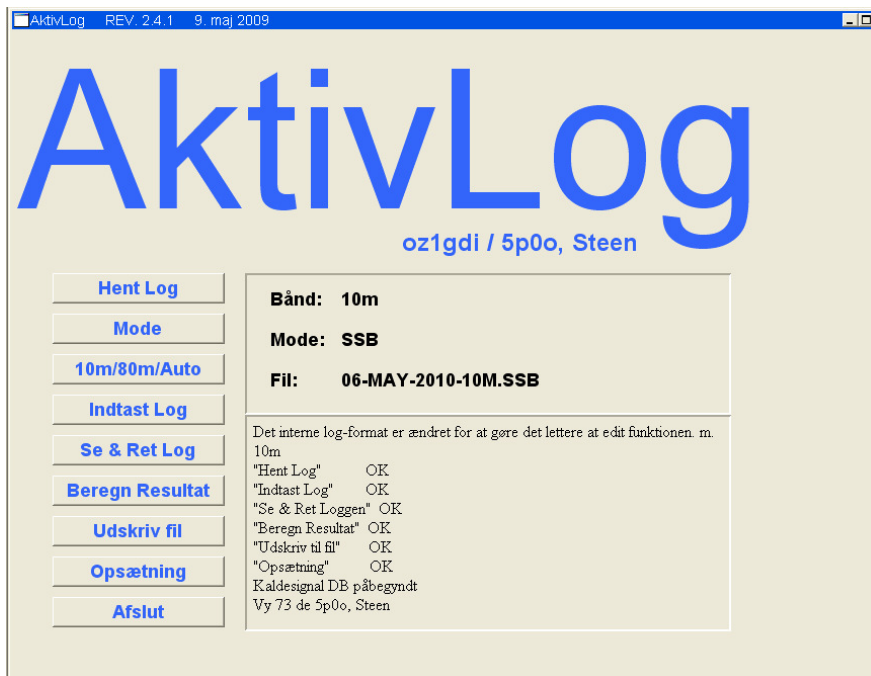 AktivLog REV. 2.4.1 9. maj 2009
AktivLog
oz1gdi / 5p0o, Steen
Hent Log
Mode
10m/80m/Auto
Indtast Log
Se & Ret Log
Beregn Resultat
Udskriv fil
Opsætning
Afslut
Bånd: 10m
Mode: SSB
Fil: 06-MAY-2010-10M.SSB
Det interne log-format er ændret for at gøre det lettere at edit funktionen. m.
10m
"Hent Log" OK
"Indtast Log" OK
"Se & Ret Loggen" OK
"Beregn Resultat" OK
"Udskriv til fil" OK
"Opsætning" OK
Kaldesignal DB påbegyndt
Vy 73 de 5p0o, Steen